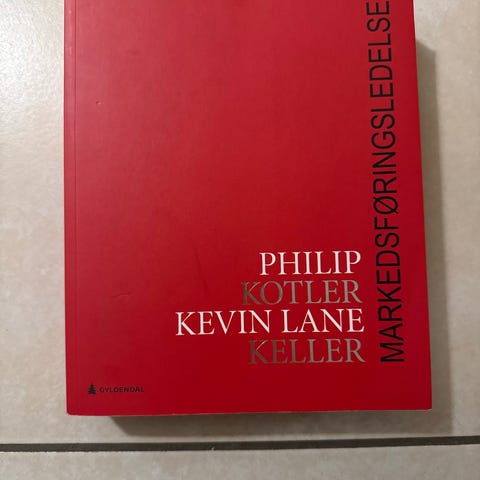 MARKEDSFØRINGSLEDELSE
PHILIP
KOTLER
KEVIN LANE
KELLER
GYLDENDAL